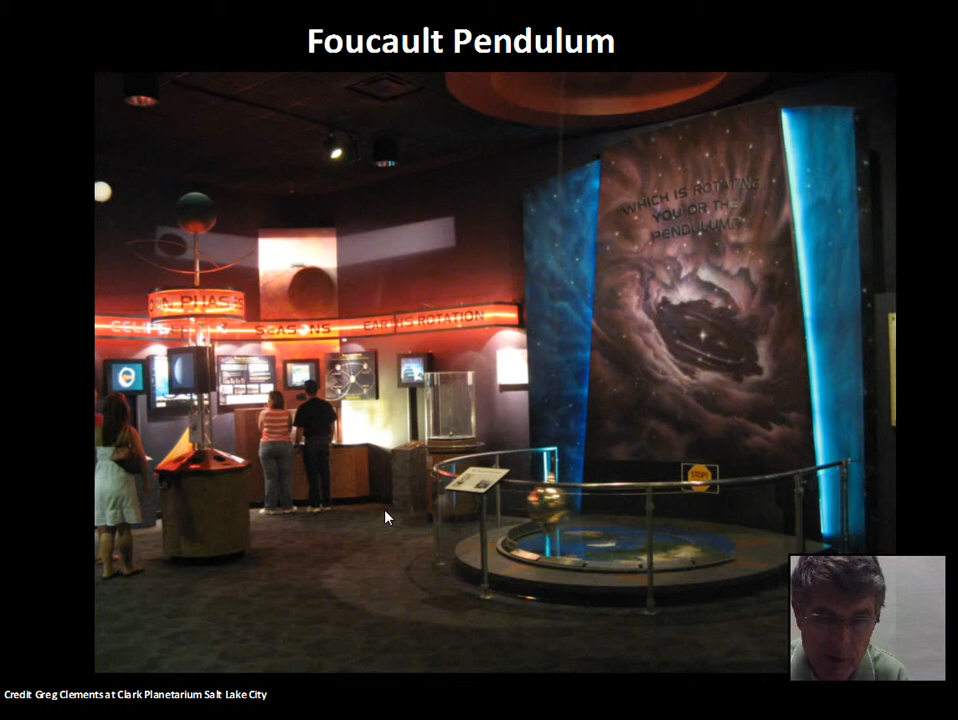 Foucault Pendulum
WHICH IS ROTATING
YOU OR THE
PENDULUM?
PHASES
SEASONS
EARTH'S ROTATION
STOP!
Credit Greg Clements at Clark Planetarium Salt Lake City